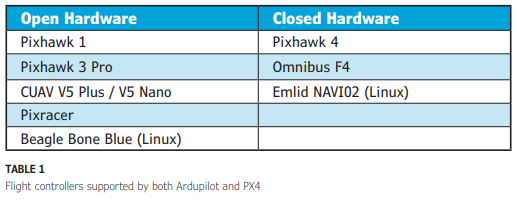 Open Hardware Closed Hardware
Pixhawk 1 Pixhawk 4
Pixhawk 3 Pro Omnibus F4
CUAV V5 Plus / V5 Nano Emlid NAVI02 (Linux)
Pixracer
Beagle Bone Blue (Linux)
TABLE 1
Flight controllers supported by both Ardupilot and PX4